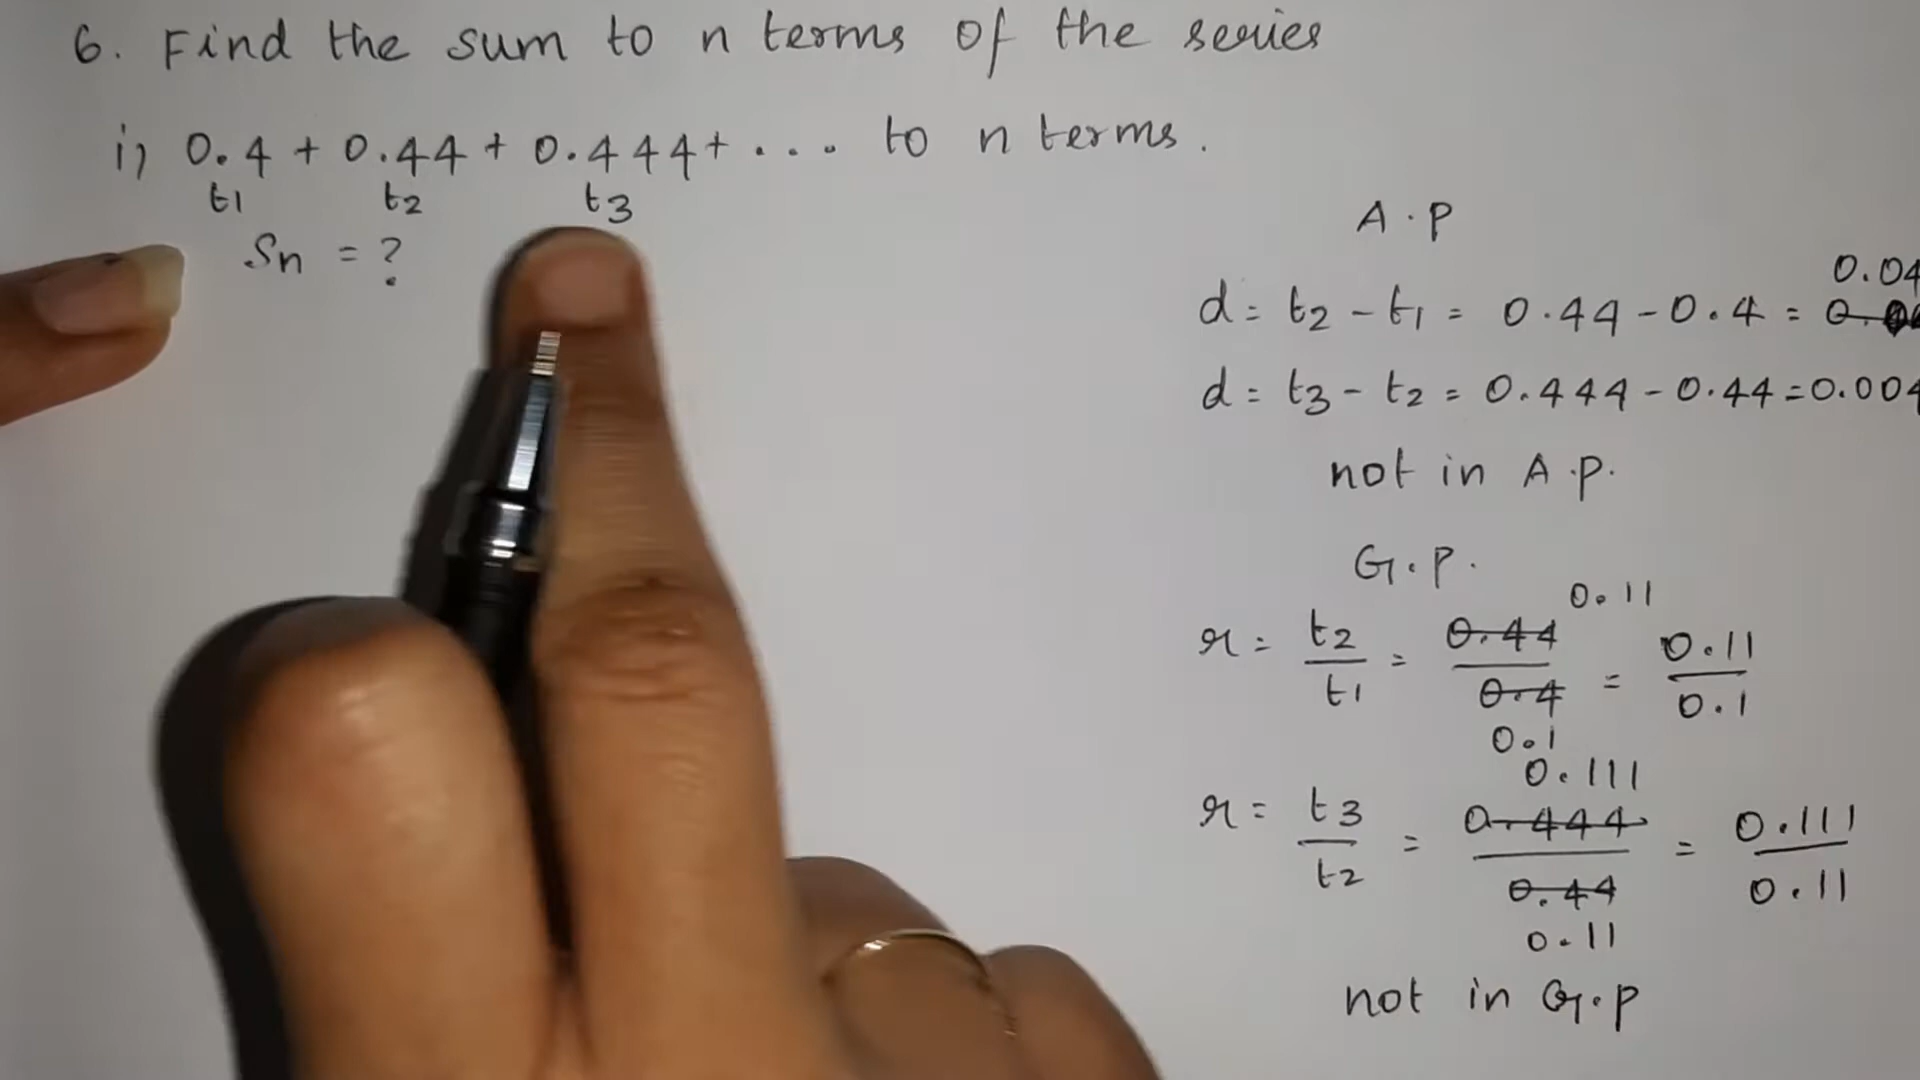 6. Find the sum to n terms of the series
i) 0.4 + 0.44 + 0.444 + . . . to n terms.
t1 t2 t3
Sn = ?
A.P
d = t2 - t1 = 0.44 - 0.4 = 0.04
d = t3 - t2 = 0.444 - 0.44 = 0.004
not in A.P.
G.P.
0.11
r = t2/t1 = 0.44/0.4 = 0.11/0.1
0.1
0.111
r = t3/t2 = 0.444/0.44 = 0.111/0.11
0.11
not in G.P